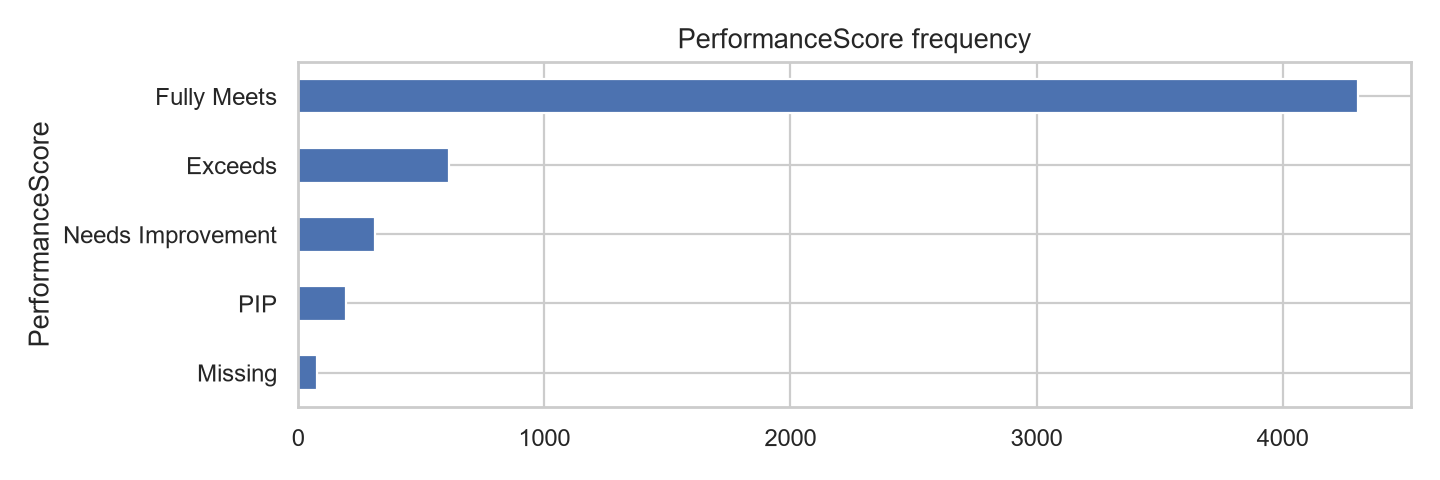 PerformanceScore frequency
PerformanceScore
Fully Meets
Exceeds
Needs Improvement
PIP
Missing
0 1000 2000 3000 4000